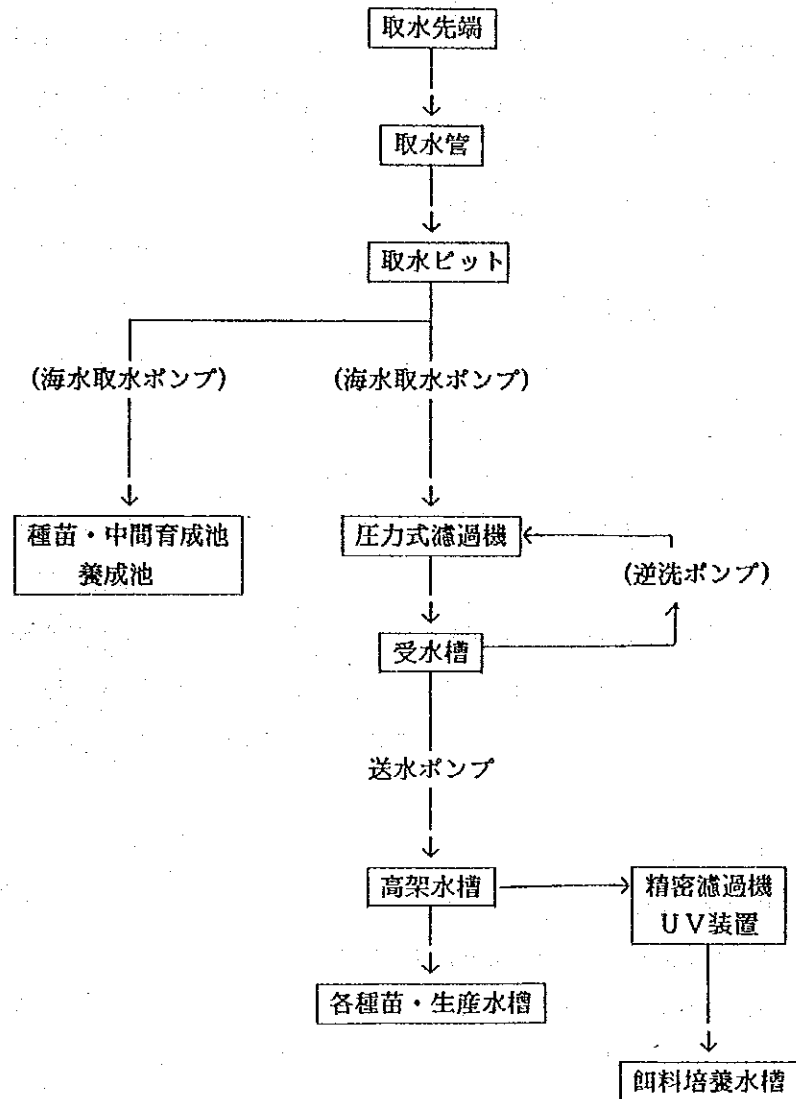 取水先端
取水管
取水ピット
(海水取水ポンプ)
(海水取水ポンプ)
種苗・中間育成池
養成池
圧力式濾過機
(逆洗ポンプ)
受水槽
送水ポンプ
高架水槽
精密濾過機
UV装置
各種苗・生産水槽
餌料培養水槽